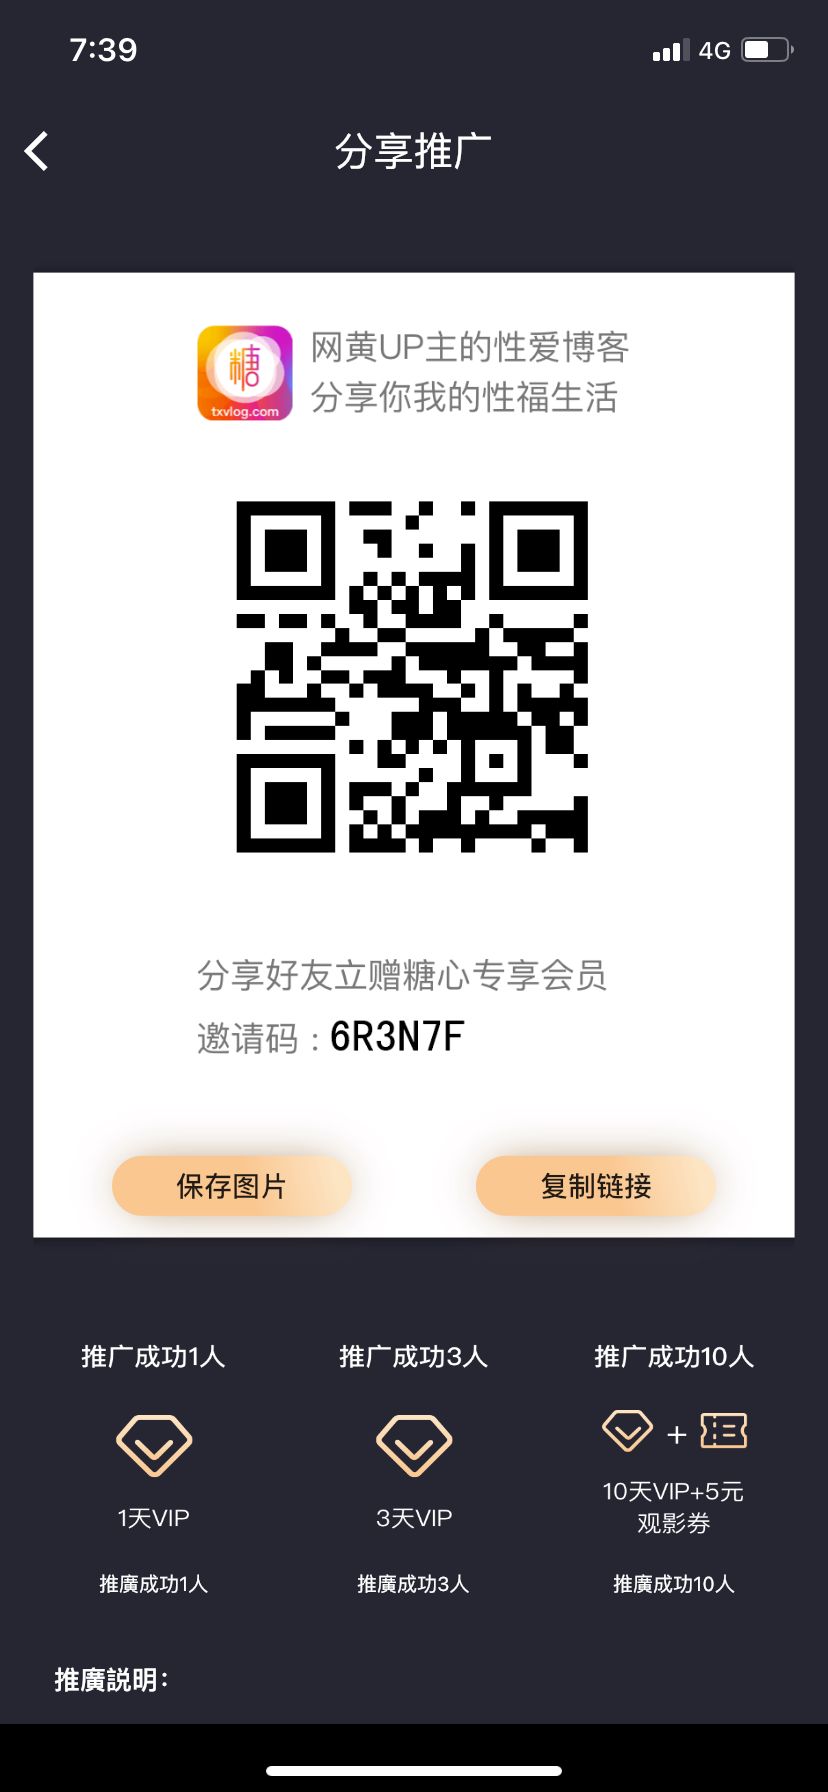 7:39
4G
分享推广
糖
txvlog.com
网黄UP主的性爱博客
分享你我的性福生活
分享好友立赠糖心专享会员
邀请码：6R3N7F
保存图片
复制链接
推广成功1人
推广成功3人
推广成功10人
+
1天VIP
3天VIP
10天VIP+5元
观影券
推廣成功1人
推廣成功3人
推廣成功10人
推廣説明：